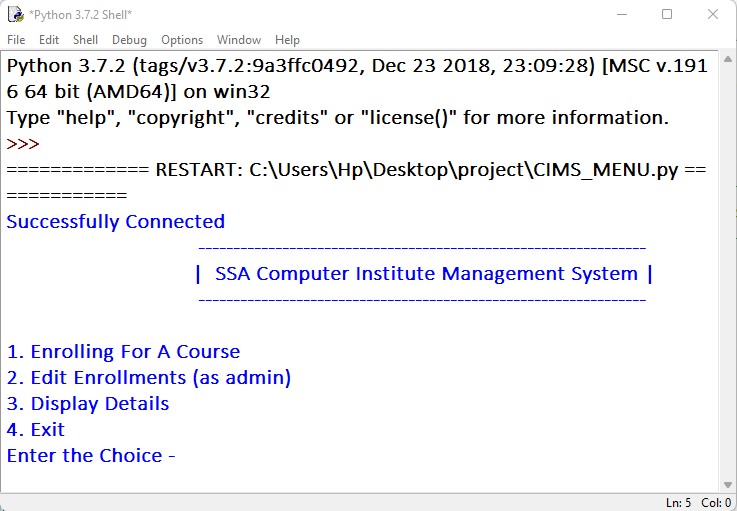 *Python 3.7.2 Shell*
File Edit Shell Debug Options Window Help
Python 3.7.2 (tags/v3.7.2:9a3ffc0492, Dec 23 2018, 23:09:28) [MSC v.191
6 64 bit (AMD64)] on win32
Type "help", "copyright", "credits" or "license()" for more information.
>>>
============= RESTART: C:\Users\Hp\Desktop\project\CIMS_MENU.py ==
===========
Successfully Connected
----------------------------------------------------------------
| SSA Computer Institute Management System |
----------------------------------------------------------------
1. Enrolling For A Course
2. Edit Enrollments (as admin)
3. Display Details
4. Exit
Enter the Choice -
Ln: 5 Col: 0